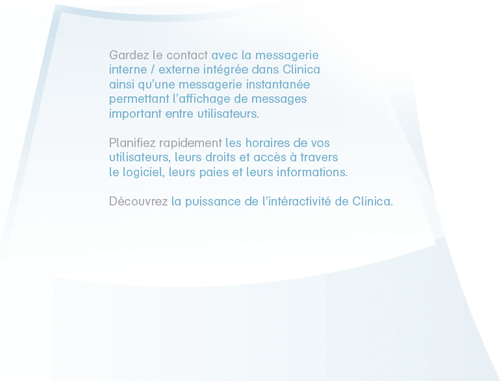 Gardez le contact avec la messagerie
interne / externe intégrée dans Clinica
ainsi qu'une messagerie instantanée
permettant l'affichage de messages
important entre utilisateurs.
Planifiez rapidement les horaires de vos
utilisateurs, leurs droits et accès à travers
le logiciel, leurs paies et leurs informations.
Découvrez la puissance de l'intéractivité de Clinica.